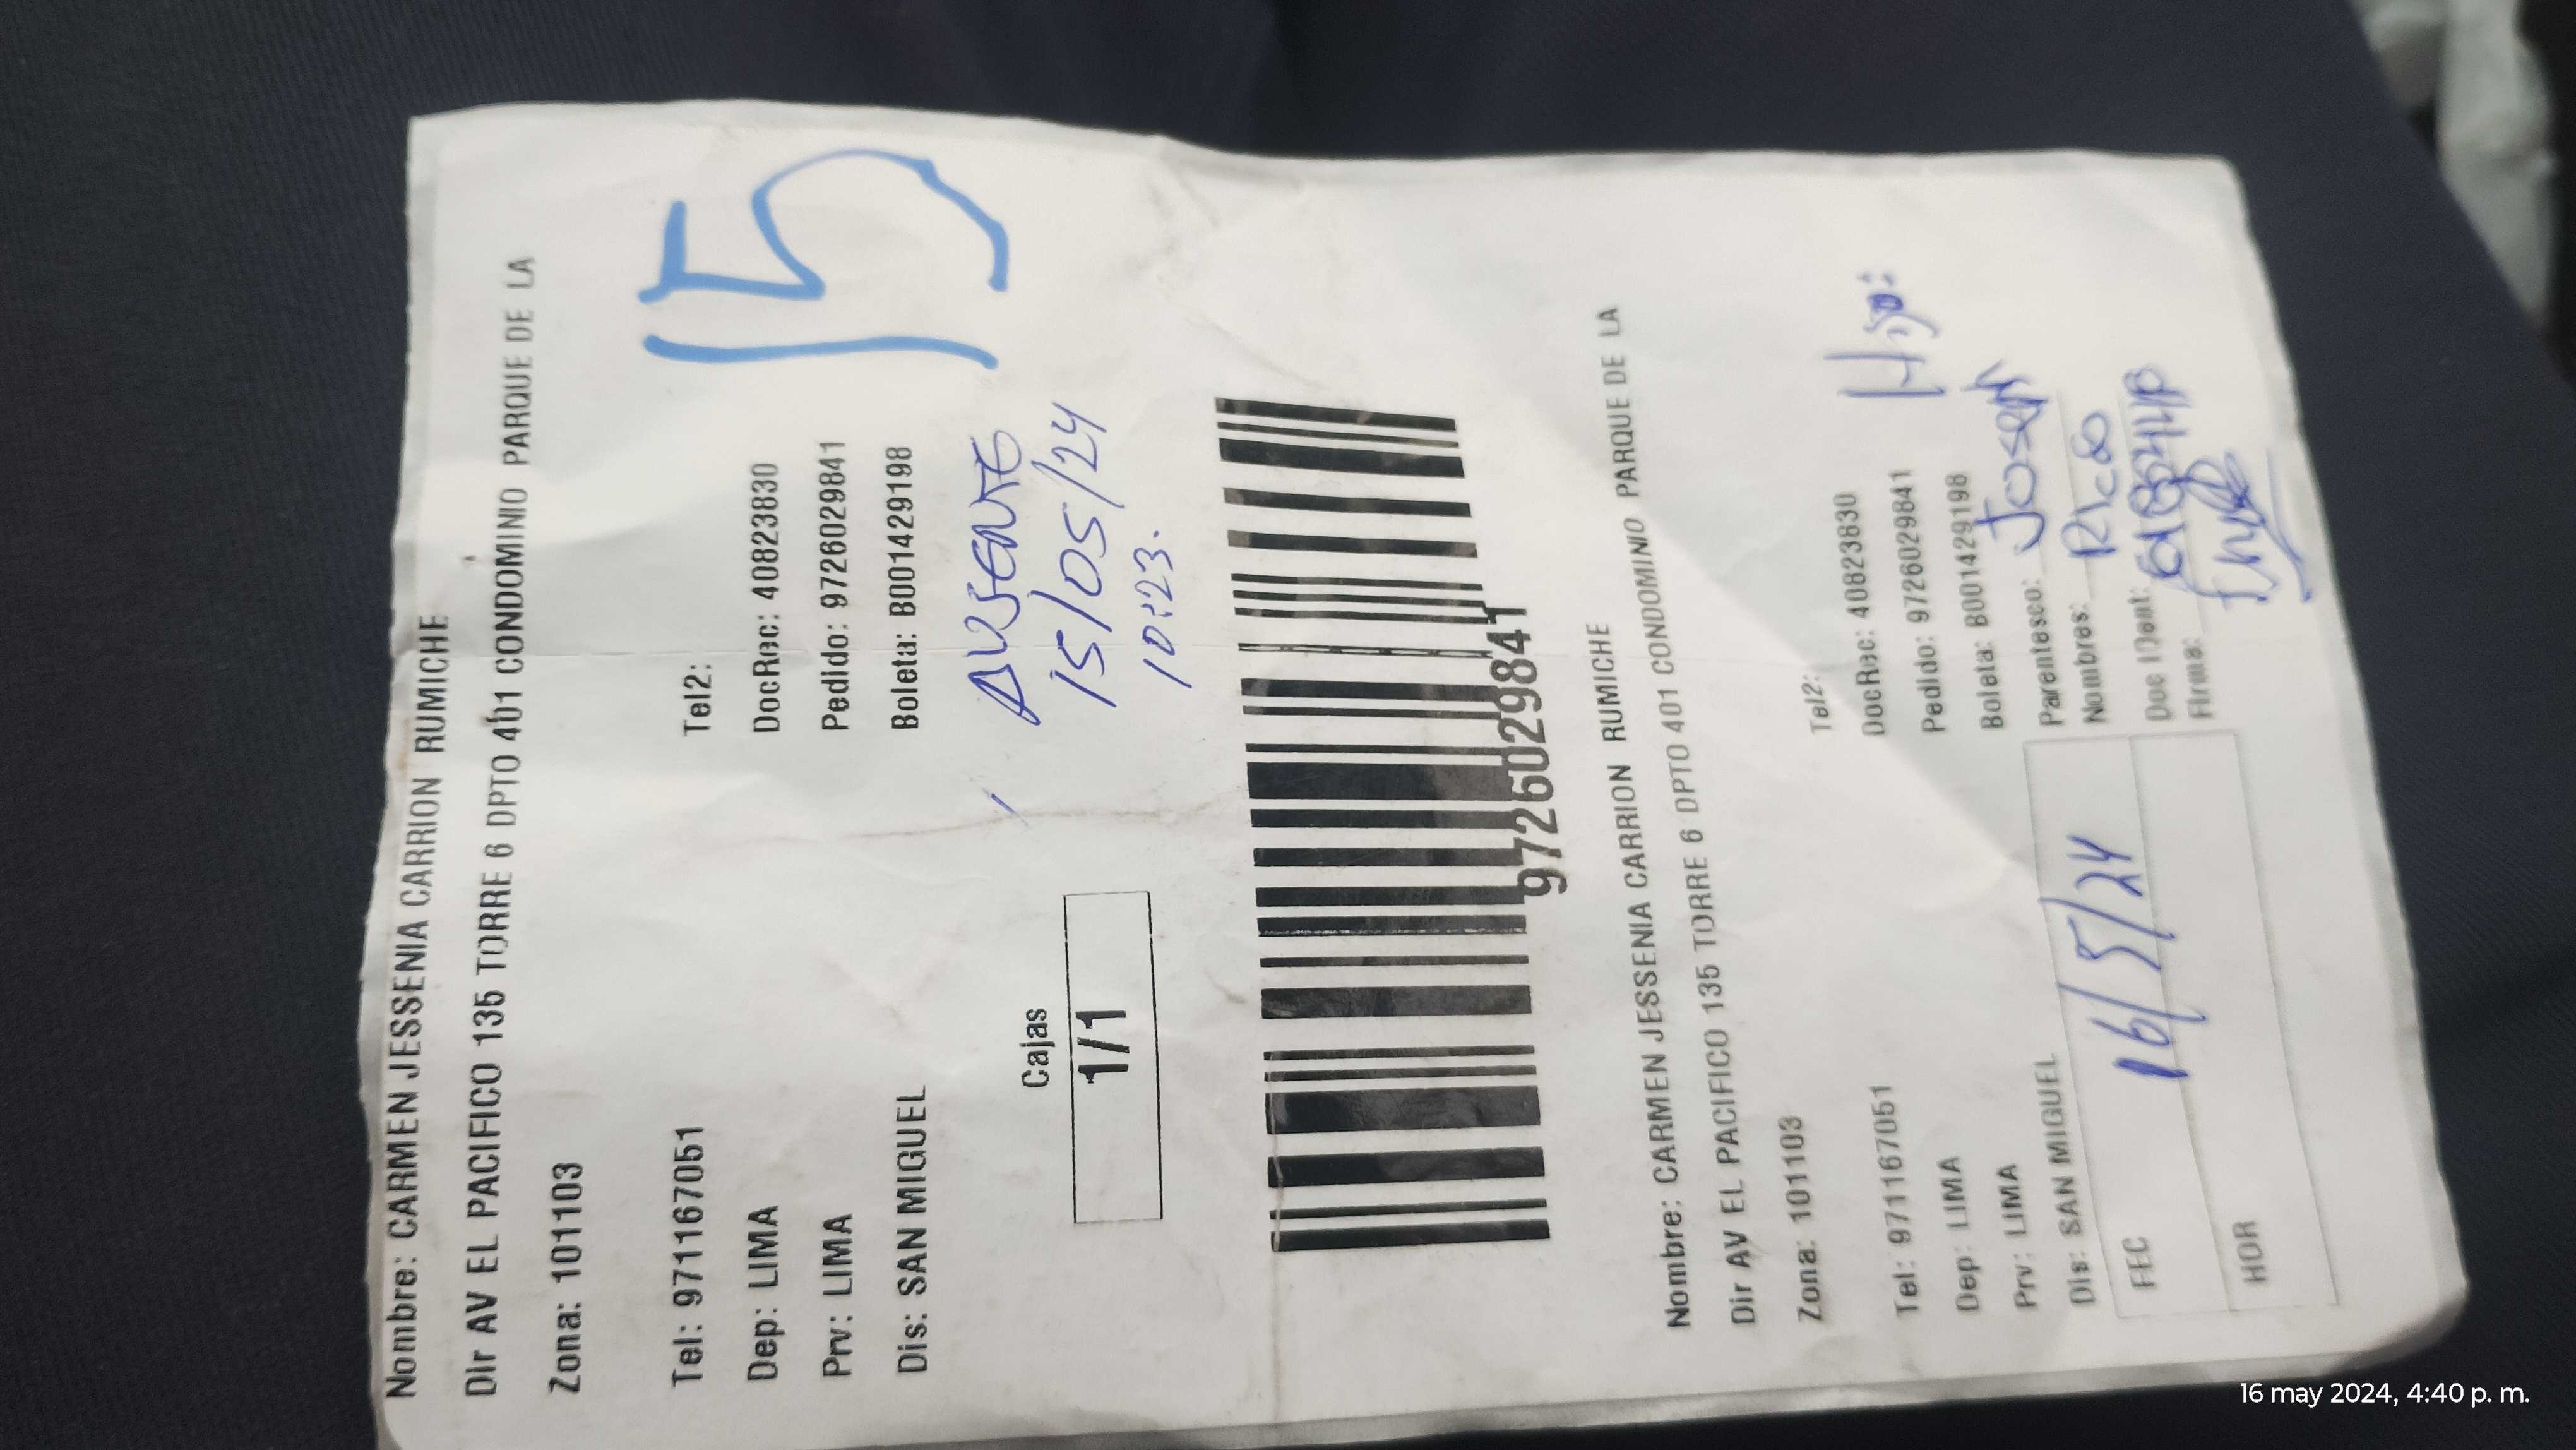 Nombre: CARMEN JESSENIA CARRION RUMICHE
Dir AV EL PACIFICO 135 TORRE 6 DPTO 401 CONDOMINIO PARQUE DE LA
Zona: 101103
15
Tel: 971167051 Tel2:
Dep: LIMA DocRec: 40823830
Prv: LIMA Pedido: 972602984​1
Dis: SAN MIGUEL Boleta: B001429198
AUSENTE
15/05/24
10:23.
Cajas
1/1
9726029841
Nombre: CARMEN JESSENIA CARRION RUMICHE
Dir AV EL PACIFICO 135 TORRE 6 DPTO 401 CONDOMINIO PARQUE DE LA
Zona: 101103
Tel: 971167051 Tel2:
Dep: LIMA DocRec: 40823830
Hijo:
Prv: LIMA Pedido: 9726029841
Dis: SAN MIGUEL Boleta: B001429198
Parentesco: Joseph
FEC 16/5/24 Nombres: Rico
Doc Ident:
HOR Firma:
16 may 2024, 4:40 p. m.